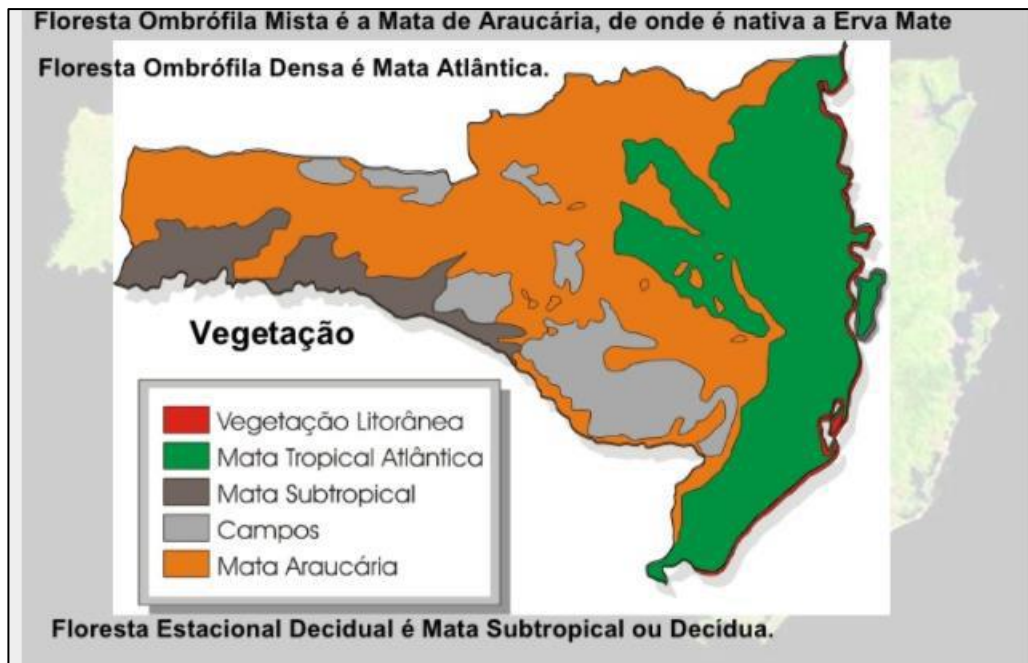 Floresta Ombrófila Mista é a Mata de Araucária, de onde é nativa a Erva Mate
Floresta Ombrófila Densa é Mata Atlântica.
Vegetação
Vegetação Litorânea
Mata Tropical Atlântica
Mata Subtropical
Campos
Mata Araucária
Floresta Estacional Decidual é Mata Subtropical ou Decídua.